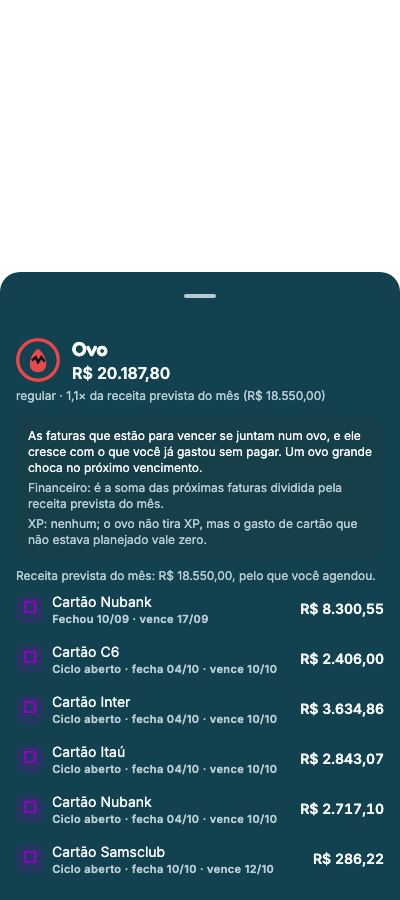 Ovo
R$ 20.187,80
regular · 1,1× da receita prevista do mês (R$ 18.550,00)
As faturas que estão para vencer se juntam num ovo, e ele
cresce com o que você já gastou sem pagar. Um ovo grande
choca no próximo vencimento.
Financeiro: é a soma das próximas faturas dividida pela
receita prevista do mês.
XP: nenhum; o ovo não tira XP, mas o gasto de cartão que
não estava planejado vale zero.
Receita prevista do mês: R$ 18.550,00, pelo que você agendou.
Cartão Nubank
R$ 8.300,55
Fechou 10/09 · vence 17/09
Cartão C6
R$ 2.406,00
Ciclo aberto · fecha 04/10 · vence 10/10
Cartão Inter
R$ 3.634,86
Ciclo aberto · fecha 04/10 · vence 10/10
Cartão Itaú
R$ 2.843,07
Ciclo aberto · fecha 04/10 · vence 10/10
Cartão Nubank
R$ 2.717,10
Ciclo aberto · fecha 04/10 · vence 10/10
Cartão Samsclub
R$ 286,22
Ciclo aberto · fecha 10/10 · vence 12/10